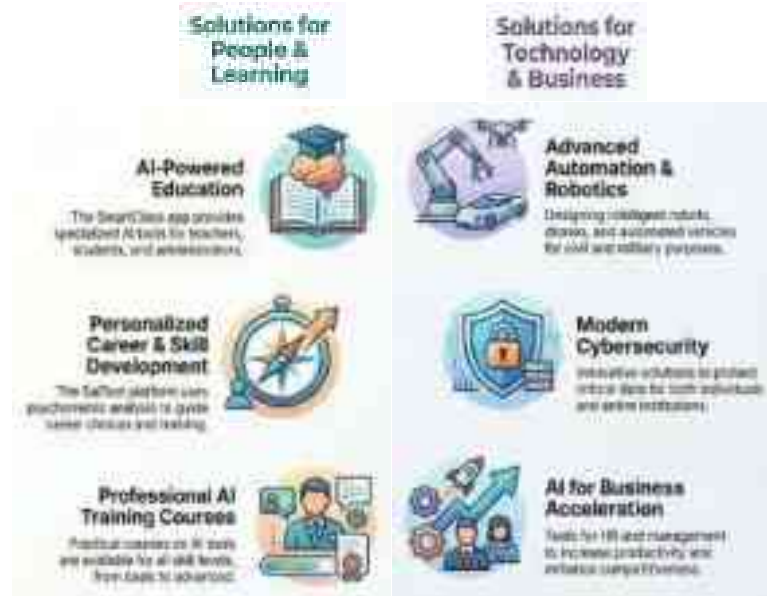 Solutions for
People &
Learning
AI-Powered
Education
The SmartClass app provides
specialized AI tools for teachers,
students, and administrators.
Personalized
Career & Skill
Development
The platform uses
psychometric analysis to guide
career choices and training.
Professional AI
Training Courses
Practical courses on AI tools
are available for all skill levels,
from basic to advanced.
Solutions for
Technology
& Business
Advanced
Automation &
Robotics
Designing intelligent robots,
drones, and automated vehicles
for civil and military purposes.
Modern
Cybersecurity
Innovative solutions to protect
critical data for both individuals
and entire institutions.
AI for Business
Acceleration
Tools for HR and management
to increase productivity and
enhance competitiveness.